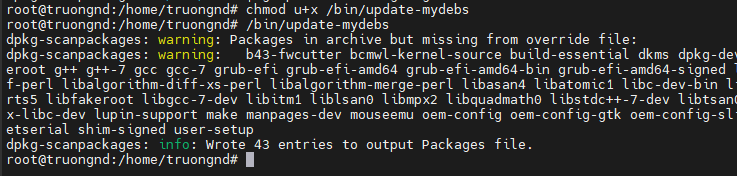 root@truongnd:/home/truongnd# chmod u+x /bin/update-mydebs
root@truongnd:/home/truongnd# /bin/update-mydebs
dpkg-scanpackages: warning: Packages in archive but missing from override file:
dpkg-scanpackages: warning:   b43-fwcutter bcmwl-kernel-source build-essential dkms dpkg-dev
eroot g++ g++-7 gcc gcc-7 grub-efi grub-efi-amd64 grub-efi-amd64-bin grub-efi-amd64-signed l
f-perl libalgorithm-diff-xs-perl libalgorithm-merge-perl libasan4 libatomic1 libc-dev-bin l
rts5 libfakeroot libgcc-7-dev libitm1 liblsan0 libmpx2 libquadmath0 libstdc++-7-dev libtsan0
x-libc-dev lupin-support make manpages-dev mouseemu oem-config oem-config-gtk oem-config-sli
etserial shim-signed user-setup
dpkg-scanpackages: info: Wrote 43 entries to output Packages file.
root@truongnd:/home/truongnd#